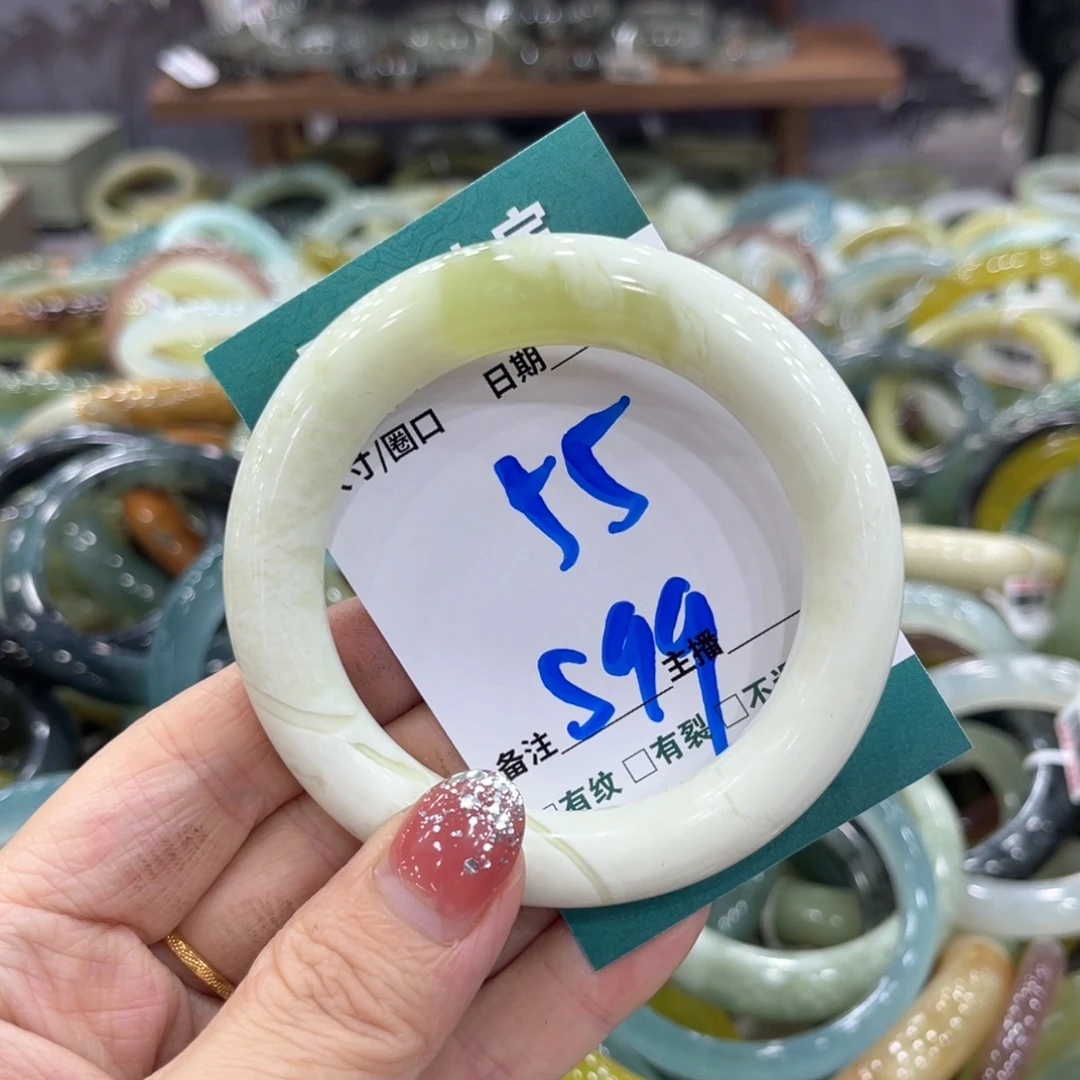 日期
寸/圈口
55
599
主播
备注
有纹 □有裂 □不